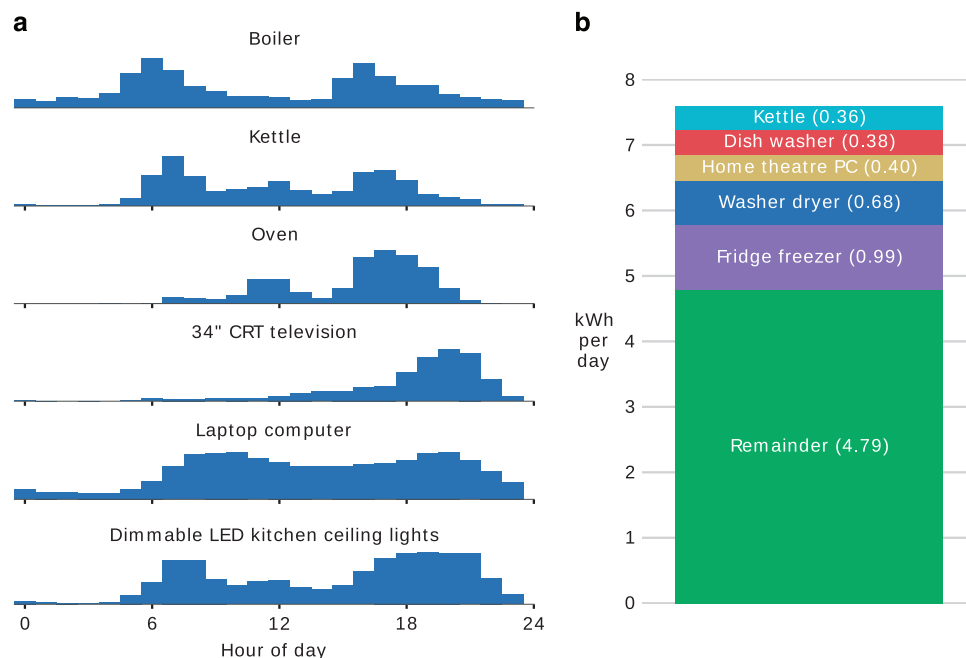 a
Boiler
Kettle
Oven
34" CRT television
Laptop computer
Dimmable LED kitchen ceiling lights
0 6 12 18 24
Hour of day
b
8
7
6
5
4
3
2
1
0
kWh
per
day
Kettle (0.36)
Dish washer (0.38)
Home theatre PC (0.40)
Washer dryer (0.68)
Fridge freezer (0.99)
Remainder (4.79)